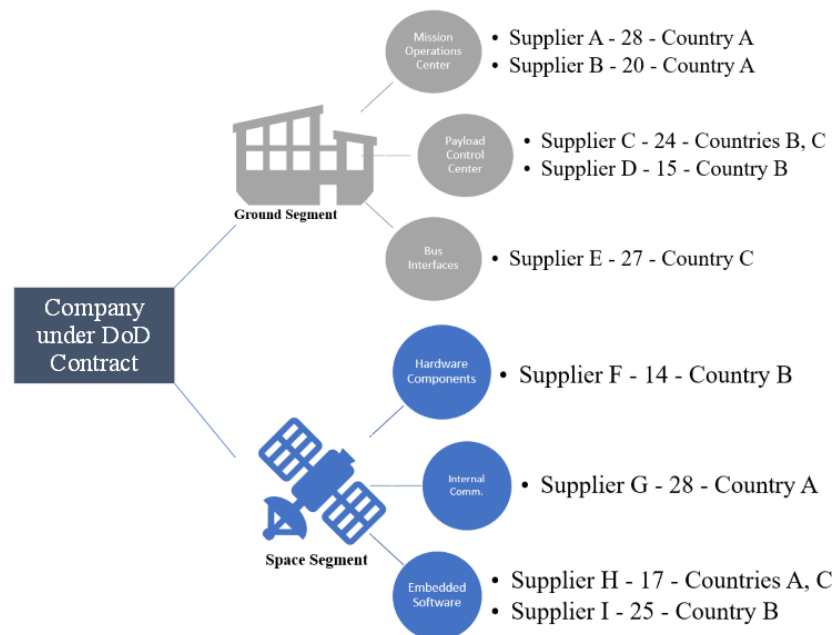 Mission
Operations
Center
• Supplier A - 28 - Country A
• Supplier B - 20 - Country A
Payload
Control
Center
• Supplier C - 24 - Countries B, C
• Supplier D - 15 - Country B
Ground Segment
Bus
Interfaces
• Supplier E - 27 - Country C
Company
under DoD
Contract
Hardware
Components
• Supplier F - 14 - Country B
Internal
Comm.
• Supplier G - 28 - Country A
Space Segment
Embedded
Software
• Supplier H - 17 - Countries A, C
• Supplier I - 25 - Country B